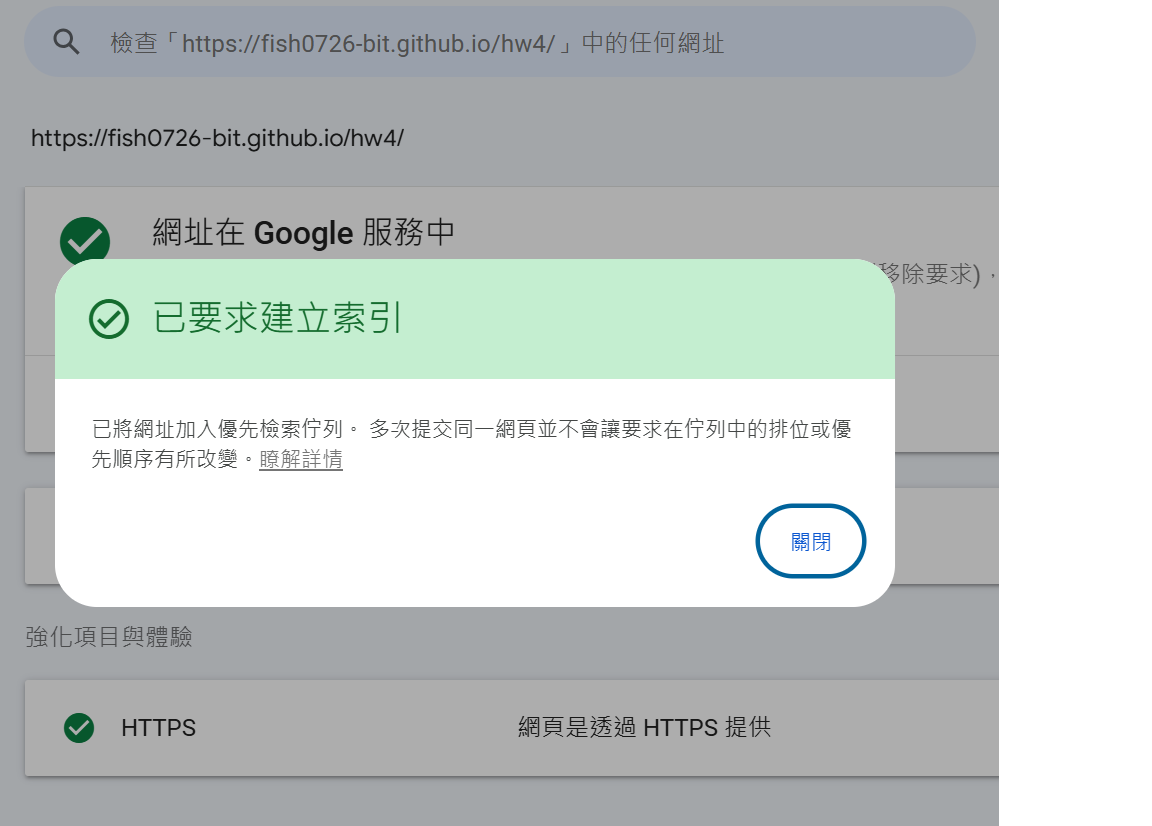 檢查「https://fish0726-bit.github.io/hw4/」中的任何網址
https://fish0726-bit.github.io/hw4/
網址在 Google 服務中
移除要求)，
已要求建立索引
已將網址加入優先檢索佇列。 多次提交同一網頁並不會讓要求在佇列中的排位或優
先順序有所改變。瞭解詳情
關閉
強化項目與體驗
HTTPS 網頁是透過 HTTPS 提供